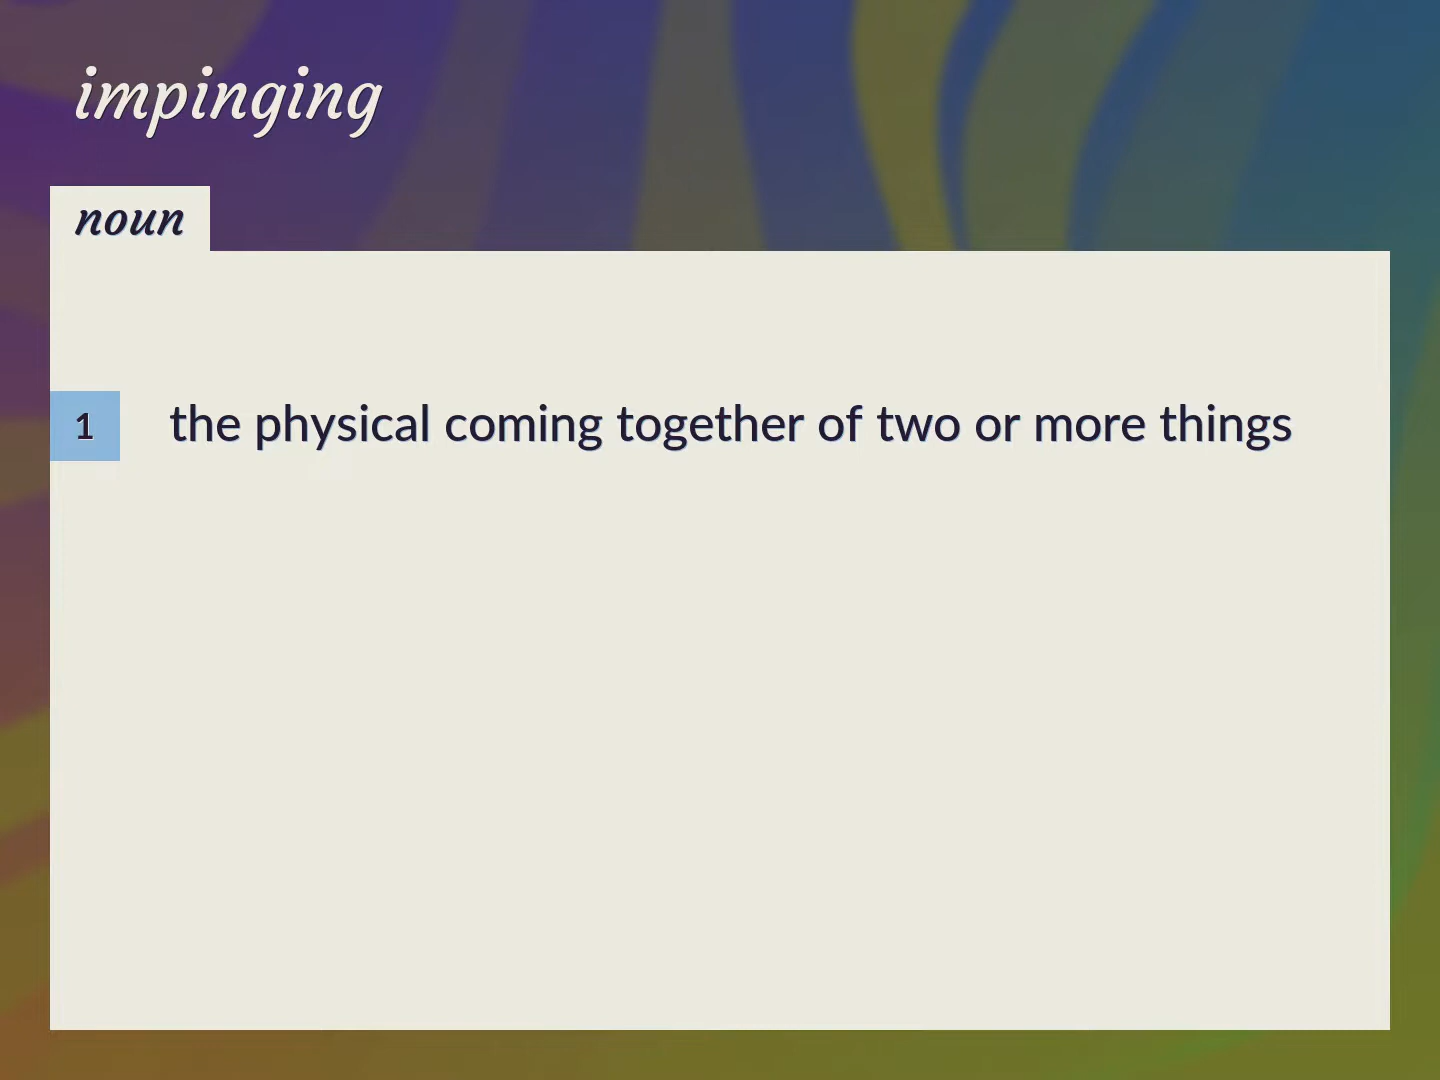 impinging
noun
1 the physical coming together of two or more things